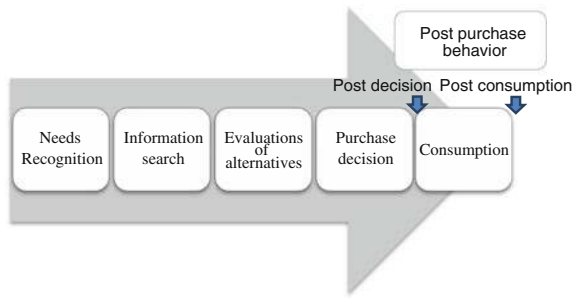 Post purchase
behavior
Post decision Post consumption
Needs
Recognition
Information
search
Evaluations
of
alternatives
Purchase
decision
Consumption